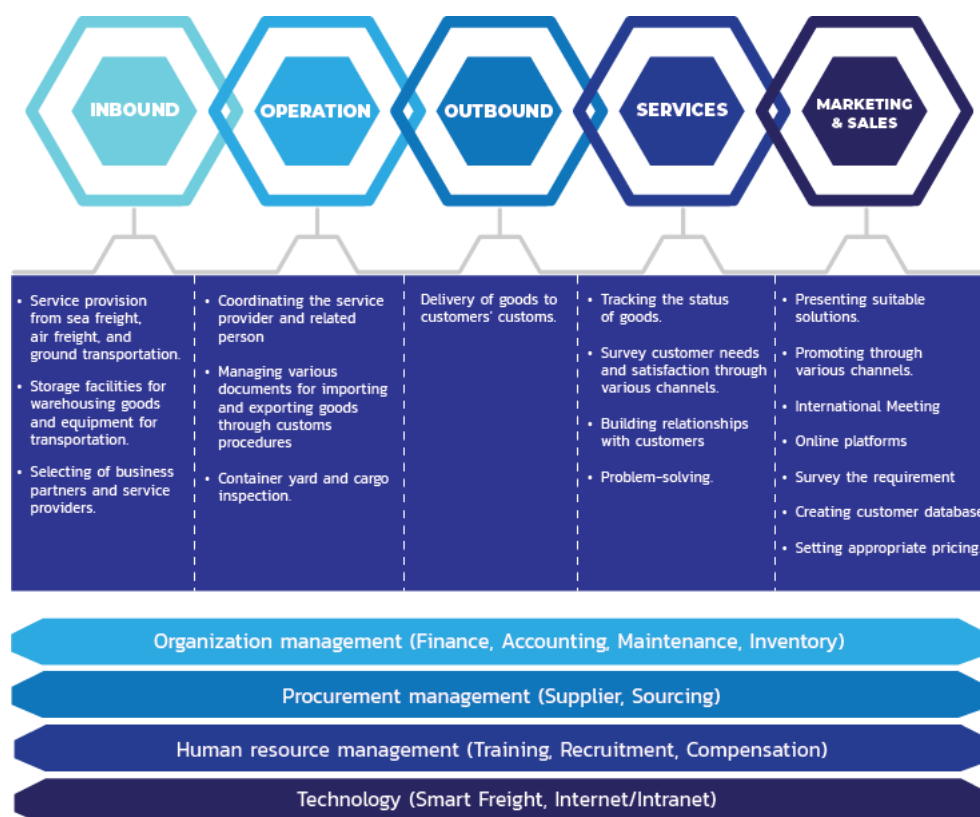 INBOUND
OPERATION
OUTBOUND
SERVICES
MARKETING
& SALES
• Service provision
from sea freight,
air freight, and
ground transportation.
• Storage facilities for
warehousing goods
and equipment for
transportation.
• Selecting of business
partners and service
providers.
• Coordinating the service
provider and related
person
• Managing various
documents for importing
and exporting goods
through customs
procedures
• Container yard and cargo
inspection.
Delivery of goods to
customers' customs.
• Tracking the status
of goods.
• Survey customer needs
and satisfaction through
various channels.
• Building relationships
with customers
• Problem-solving.
• Presenting suitable
solutions.
• Promoting through
various channels.
• International Meeting
• Online platforms
• Survey the requirement
• Creating customer database
• Setting appropriate pricing
Organization management (Finance, Accounting, Maintenance, Inventory)
Procurement management (Supplier, Sourcing)
Human resource management (Training, Recruitment, Compensation)
Technology (Smart Freight, Internet/Intranet)